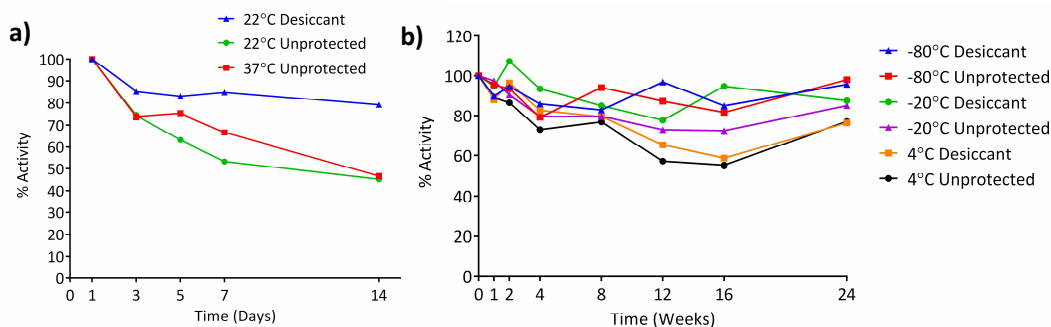 a)
22°C Desiccant
22°C Unprotected
37°C Unprotected
100
90
80
70
60
50
40
30
20
10
0
% Activity
0 1 3 5 7 14
Time (Days)
b)
120
100
80
60
40
20
0
% Activity
0 1 2 4 8 12 16 24
Time (Weeks)
-80°C Desiccant
-80°C Unprotected
-20°C Desiccant
-20°C Unprotected
4°C Desiccant
4°C Unprotected